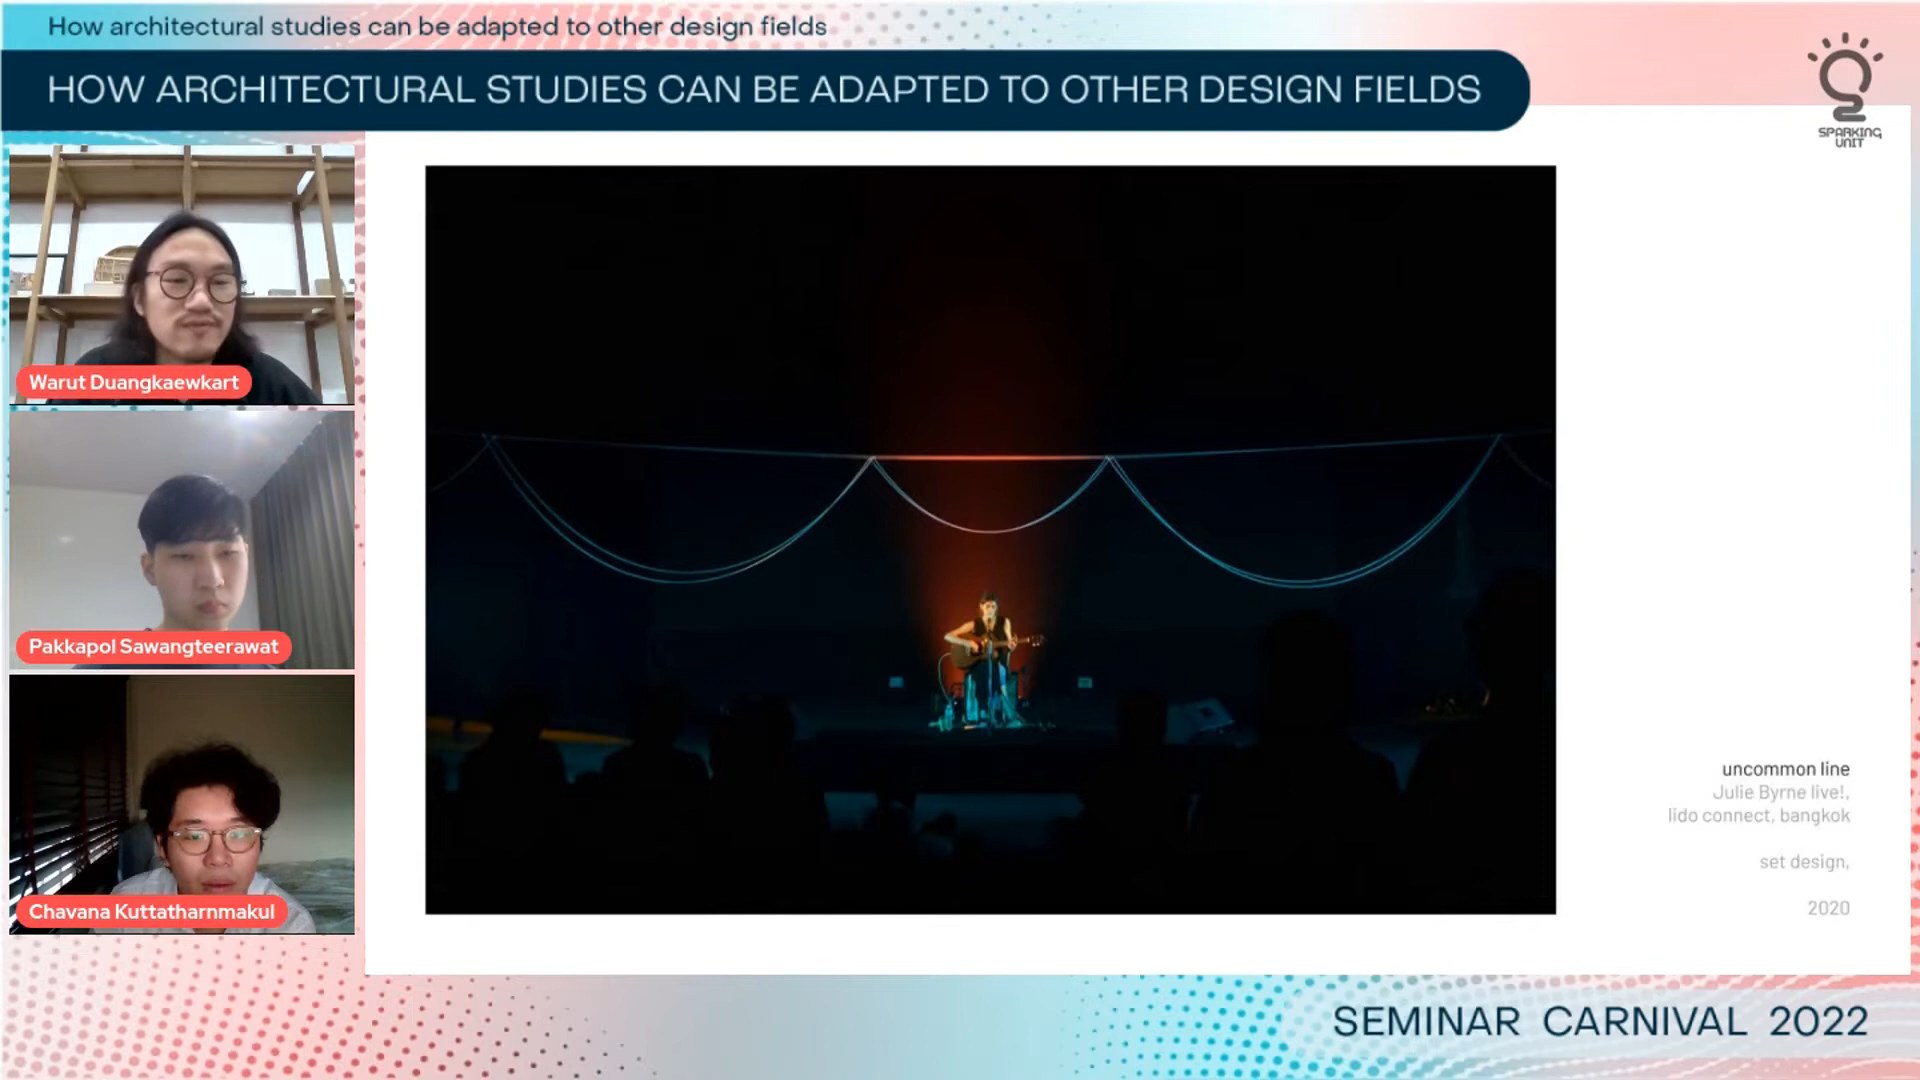 How architectural studies can be adapted to other design fields
HOW ARCHITECTURAL STUDIES CAN BE ADAPTED TO OTHER DESIGN FIELDS
SPARKING
UNIT
Warut Duangkaewkart
Pakkapol Sawangteerawat
Chavana Kuttatharnmakul
uncommon line
Julie Byrne live!,
lido connect, bangkok
set design,
2020
SEMINAR CARNIVAL 2022